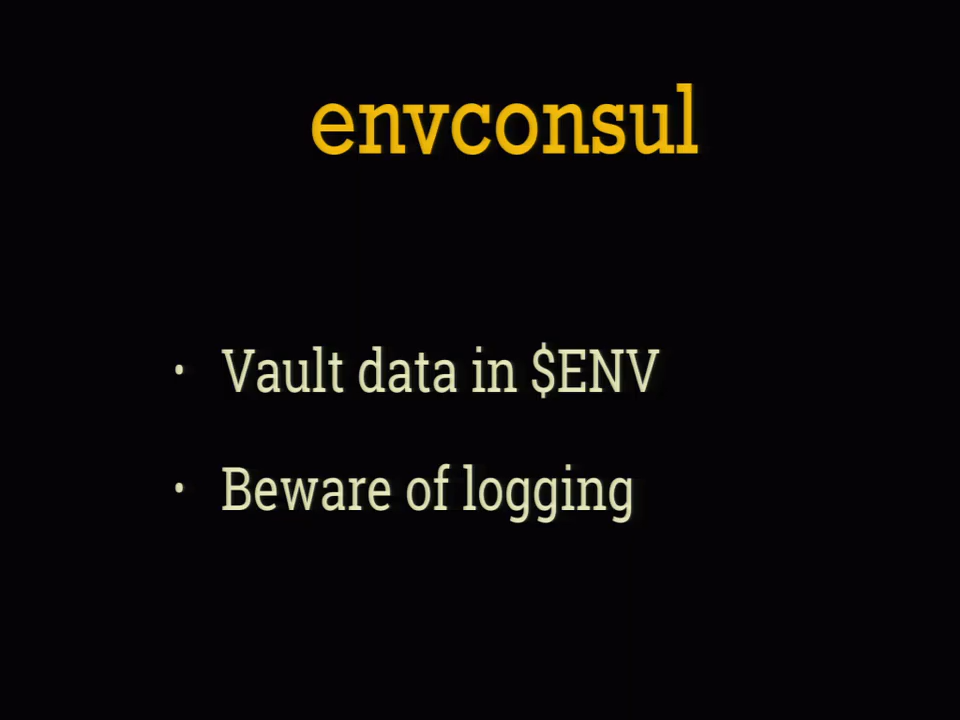 envconsul
· Vault data in $ENV
· Beware of logging